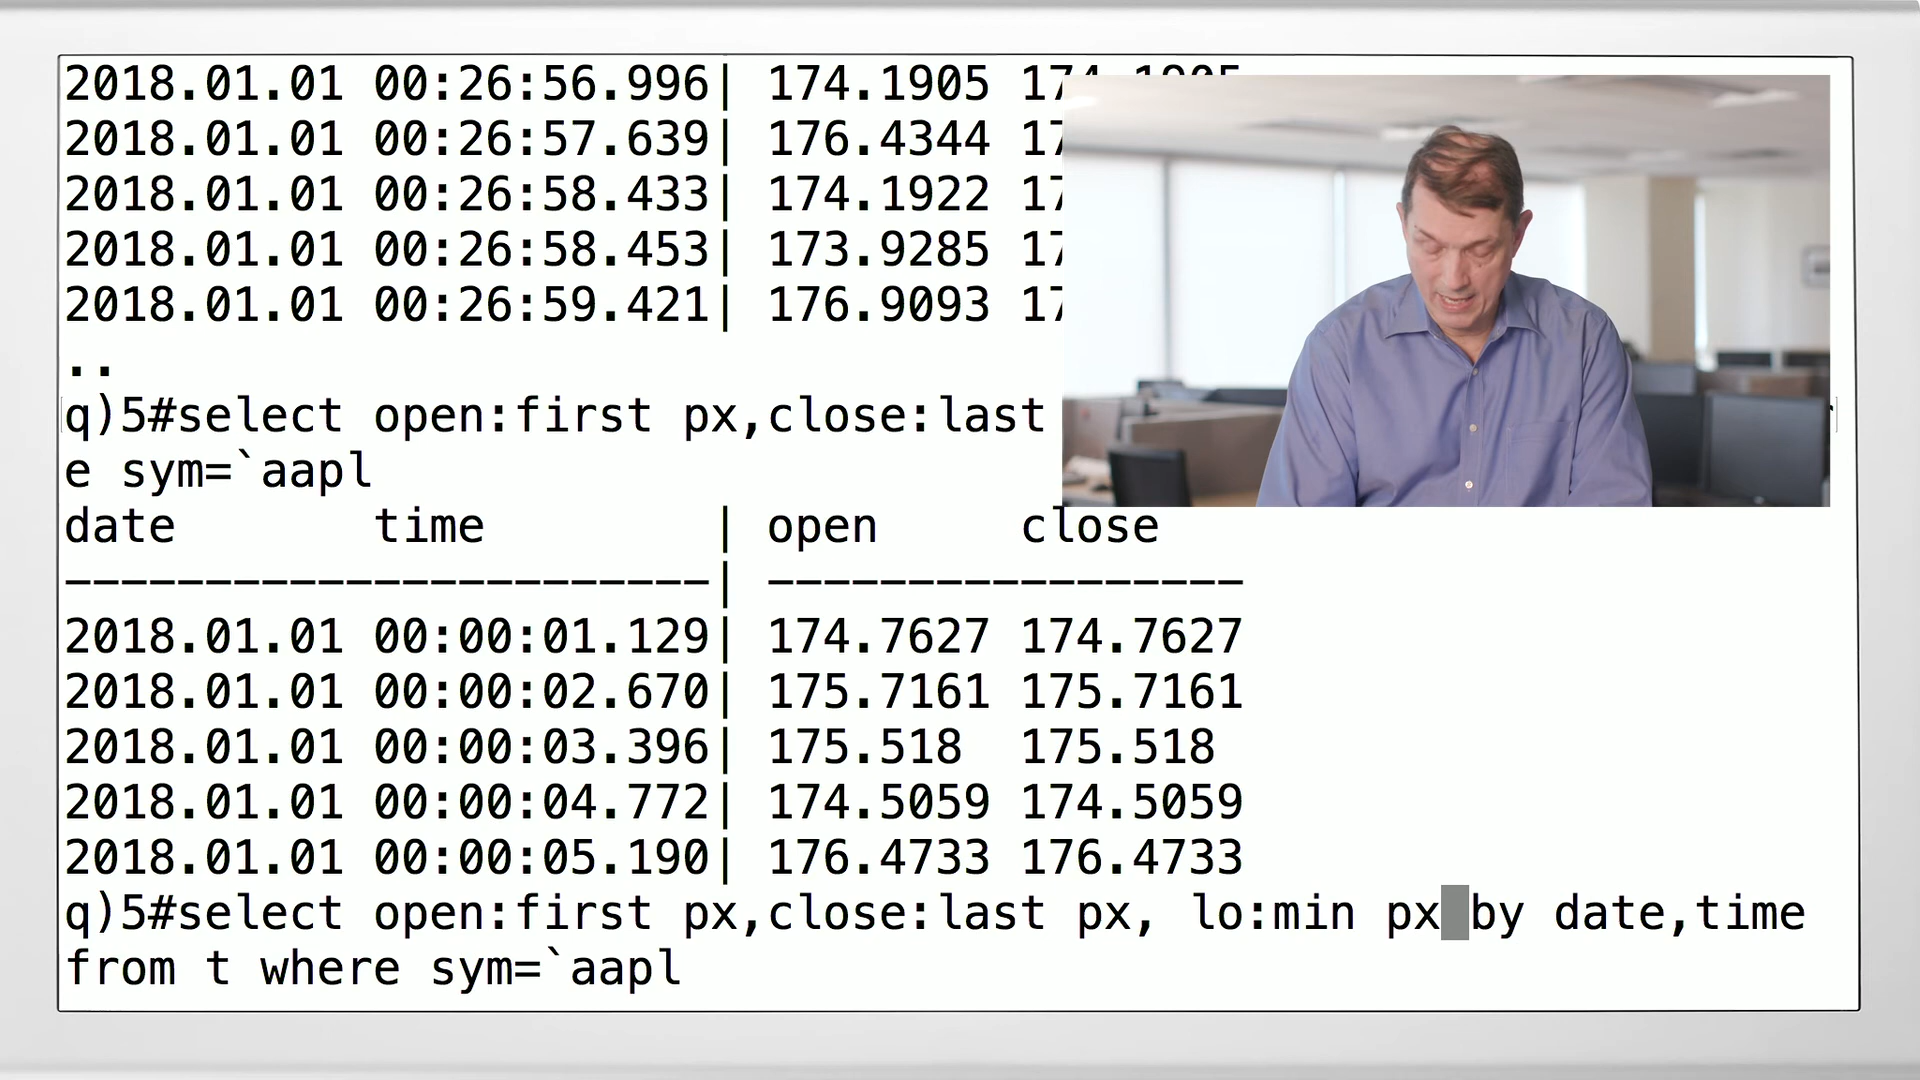 2018.01.01 00:26:56.996| 174.1905 174.1905
2018.01.01 00:26:57.639| 176.4344 17
2018.01.01 00:26:58.433| 174.1922 17
2018.01.01 00:26:58.453| 173.9285 17
2018.01.01 00:26:59.421| 176.9093 17
..
q)5#select open:first px,close:last
e sym=`aapl
date time | open close
-----------------------| -----------------
2018.01.01 00:00:01.129| 174.7627 174.7627
2018.01.01 00:00:02.670| 175.7161 175.7161
2018.01.01 00:00:03.396| 175.518 175.518
2018.01.01 00:00:04.772| 174.5059 174.5059
2018.01.01 00:00:05.190| 176.4733 176.4733
q)5#select open:first px,close:last px, lo:min px by date,time
from t where sym=`aapl